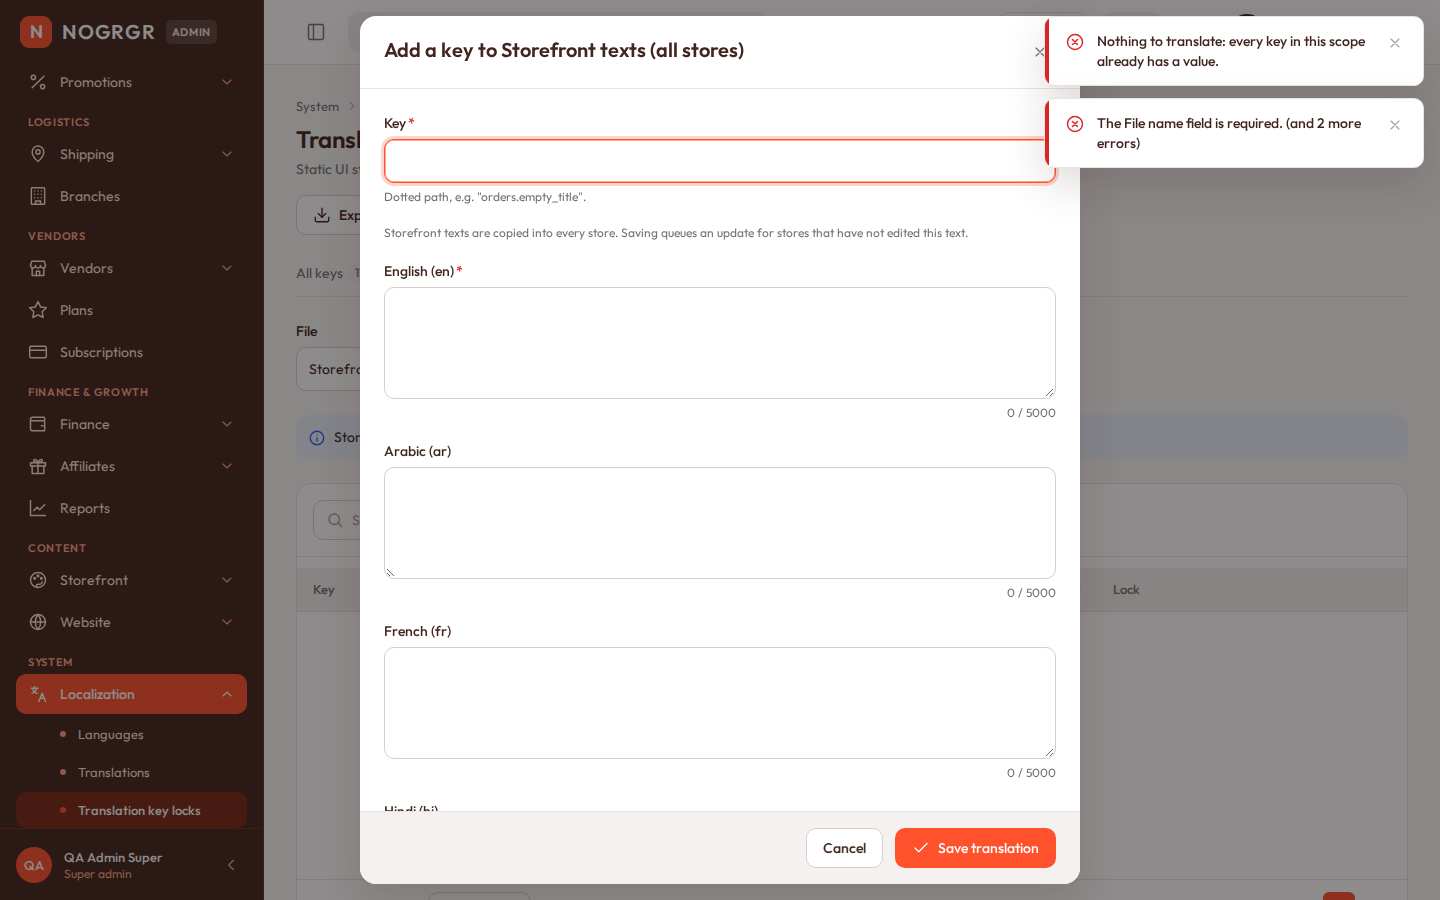 N NOGRGR ADMIN
Promotions
LOGISTICS
Shipping
Branches
VENDORS
Vendors
Plans
Subscriptions
FINANCE & GROWTH
Finance
Affiliates
Reports
CONTENT
Storefront
Website
SYSTEM
Localization
Languages
Translations
Translation key locks
QA
QA Admin Super
Super admin
System
Static UI
All keys
File
Key
Lock
Add a key to Storefront texts (all stores)
Key*
Dotted path, e.g. "orders.empty_title".
Storefront texts are copied into every store. Saving queues an update for stores that have not edited this text.
English (en)*
0 / 5000
Arabic (ar)
0 / 5000
French (fr)
0 / 5000
Hindi (hi)
Cancel
Save translation
Nothing to translate: every key in this scope
already has a value.
The File name field is required. (and 2 more
errors)